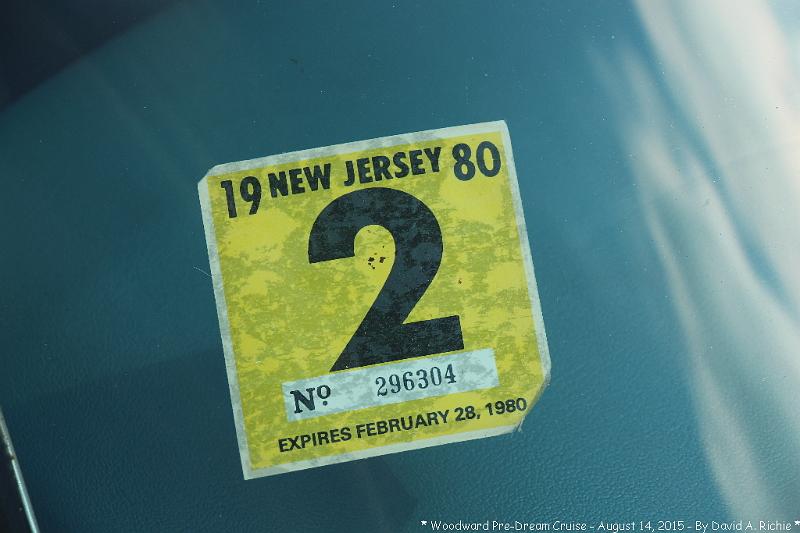 19 NEW JERSEY 80
2
Nº 296304
EXPIRES FEBRUARY 28, 1980
* Woodward Pre-Dream Cruise - August 14, 2015 - By David A. Richie *